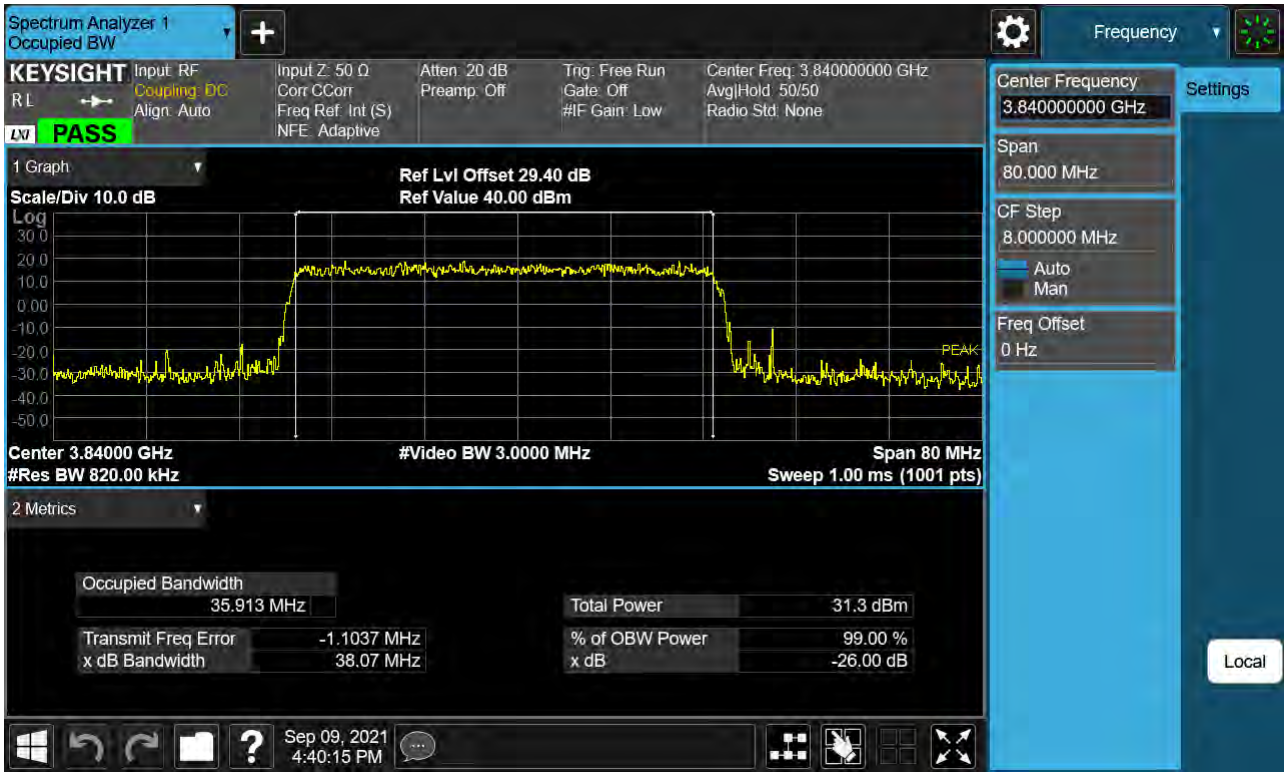 Spectrum Analyzer 1
Occupied BW
+
Frequency
KEYSIGHT
RL
LXI PASS
Input: RF
Coupling: DC
Align: Auto
Input Z: 50 Ω
Corr CCorr
Freq Ref: Int (S)
NFE: Adaptive
Atten: 20 dB
Preamp: Off
Trig: Free Run
Gate: Off
#IF Gain: Low
Center Freq: 3.840000000 GHz
Avg|Hold: 50/50
Radio Std: None
Center Frequency
3.840000000 GHz
Settings
Span
80.000 MHz
CF Step
8.000000 MHz
Auto
Man
Freq Offset
0 Hz
1 Graph
Scale/Div 10.0 dB
Ref Lvl Offset 29.40 dB
Ref Value 40.00 dBm
Log
30.0
20.0
10.0
0.00
-10.0
-20.0
-30.0
-40.0
-50.0
PEAK
Center 3.84000 GHz
#Res BW 820.00 kHz
#Video BW 3.0000 MHz
Span 80 MHz
Sweep 1.00 ms (1001 pts)
2 Metrics
Occupied Bandwidth
35.913 MHz
Transmit Freq Error -1.1037 MHz
x dB Bandwidth 38.07 MHz
Total Power 31.3 dBm
% of OBW Power 99.00 %
x dB -26.00 dB
Local
?
Sep 09, 2021
4:40:15 PM